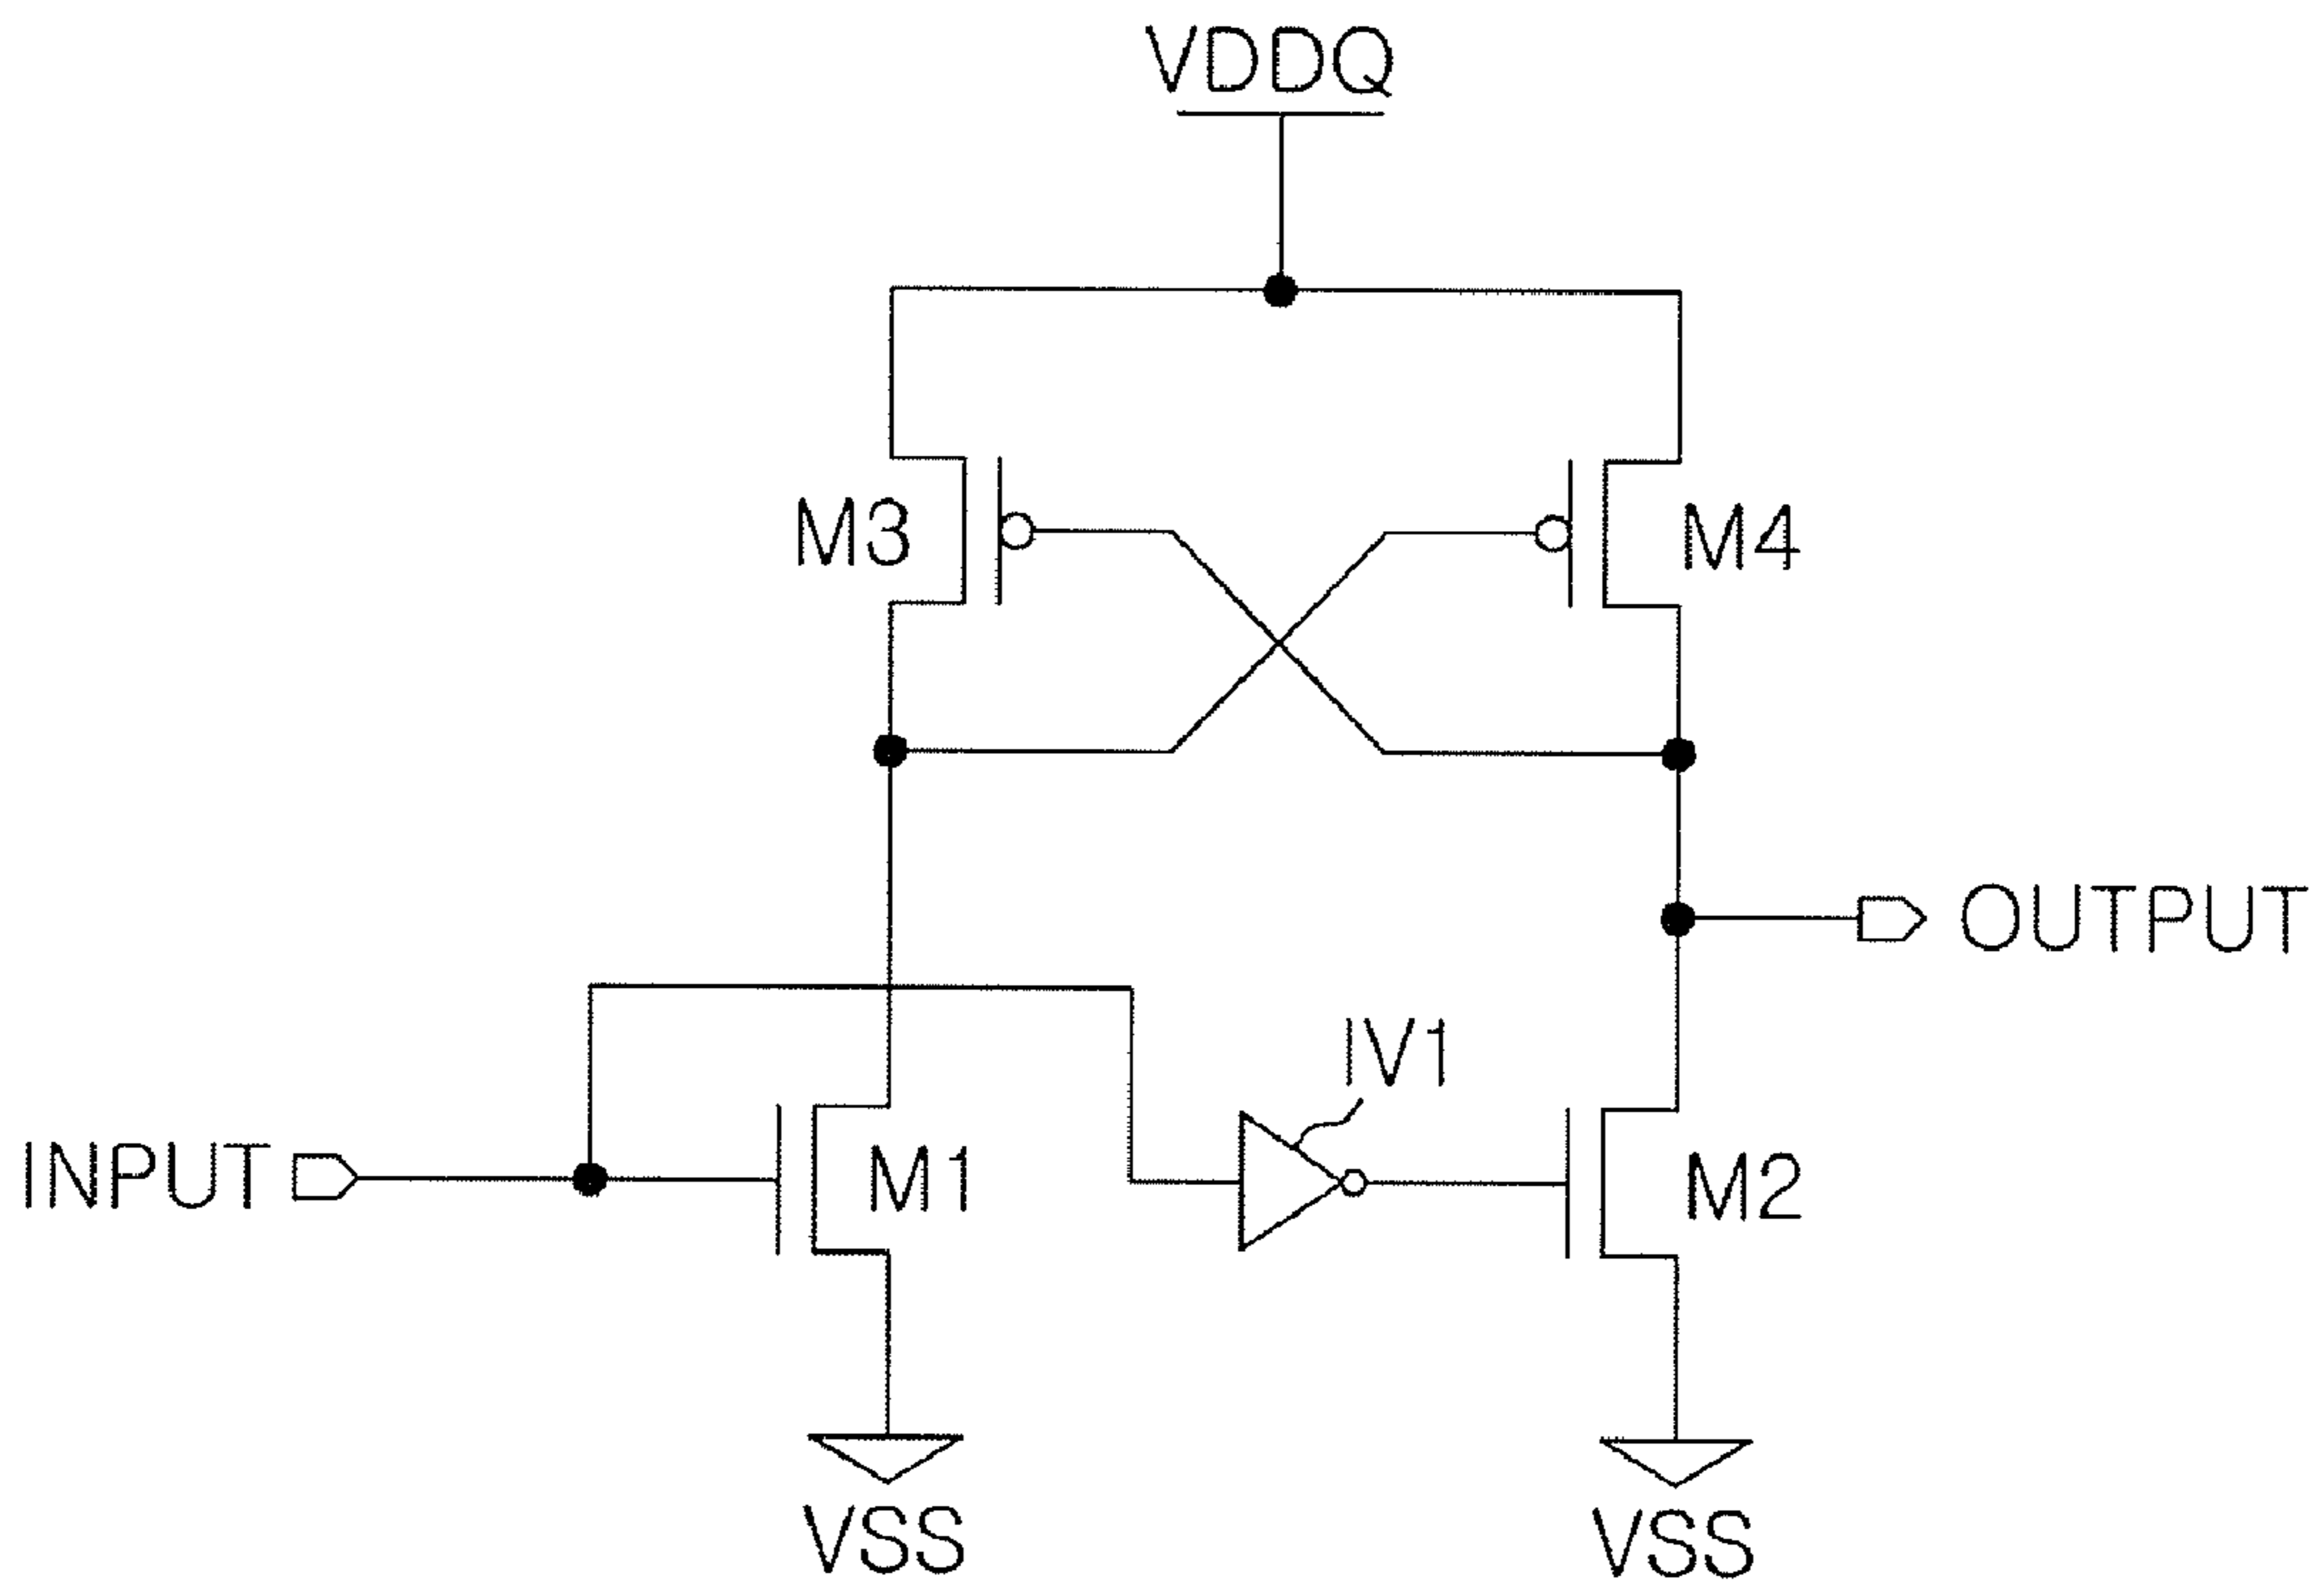 VDDQ
M3
M4
OUTPUT
IV1
INPUT
M1
M2
VSS
VSS